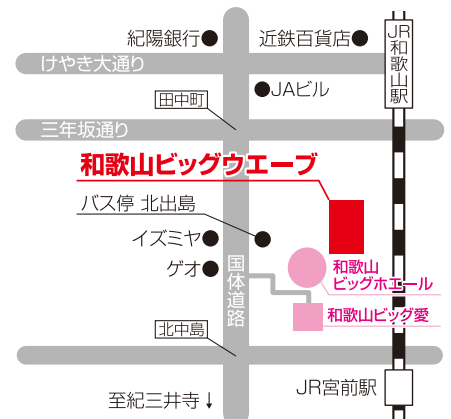 紀陽銀行
近鉄百貨店
JR和歌山駅
けやき大通り
JAビル
田中町
三年坂通り
和歌山ビッグウエーブ
バス停 北出島
イズミヤ
ゲオ
国体道路
和歌山
ビッグホエール
和歌山ビッグ愛
北中島
JR宮前駅
至紀三井寺↓